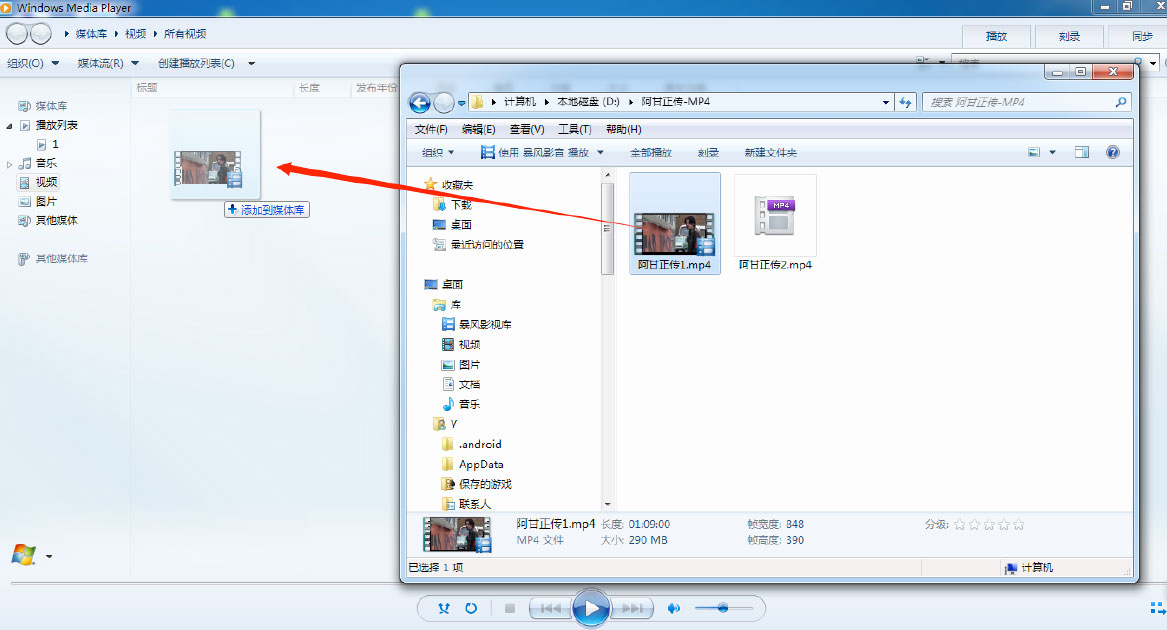 Windows Media Player
媒体库 视频 所有视频
播放 刻录 同步
组织(O) 媒体流(R) 创建播放列表(C)
标题 长度 发布年份
媒体库
播放列表
1
音乐
视频
图片
其他媒体
其他媒体库
添加到媒体库
计算机 本地磁盘 (D:) 阿甘正传-MP4
搜索 阿甘正传-MP4
文件(F) 编辑(E) 查看(V) 工具(T) 帮助(H)
组织 使用 暴风影音 播放 全部播放 刻录 新建文件夹
收藏夹
下载
桌面
最近访问的位置
桌面
库
暴风影视库
视频
图片
文档
音乐
Y
.android
AppData
保存的游戏
联系人
MP4
阿甘正传1.mp4
阿甘正传2.mp4
阿甘正传1.mp4 长度: 01:09:00 帧宽度: 848 分级:
MP4 文件 大小: 290 MB 帧高度: 390
已选择 1 项
计算机